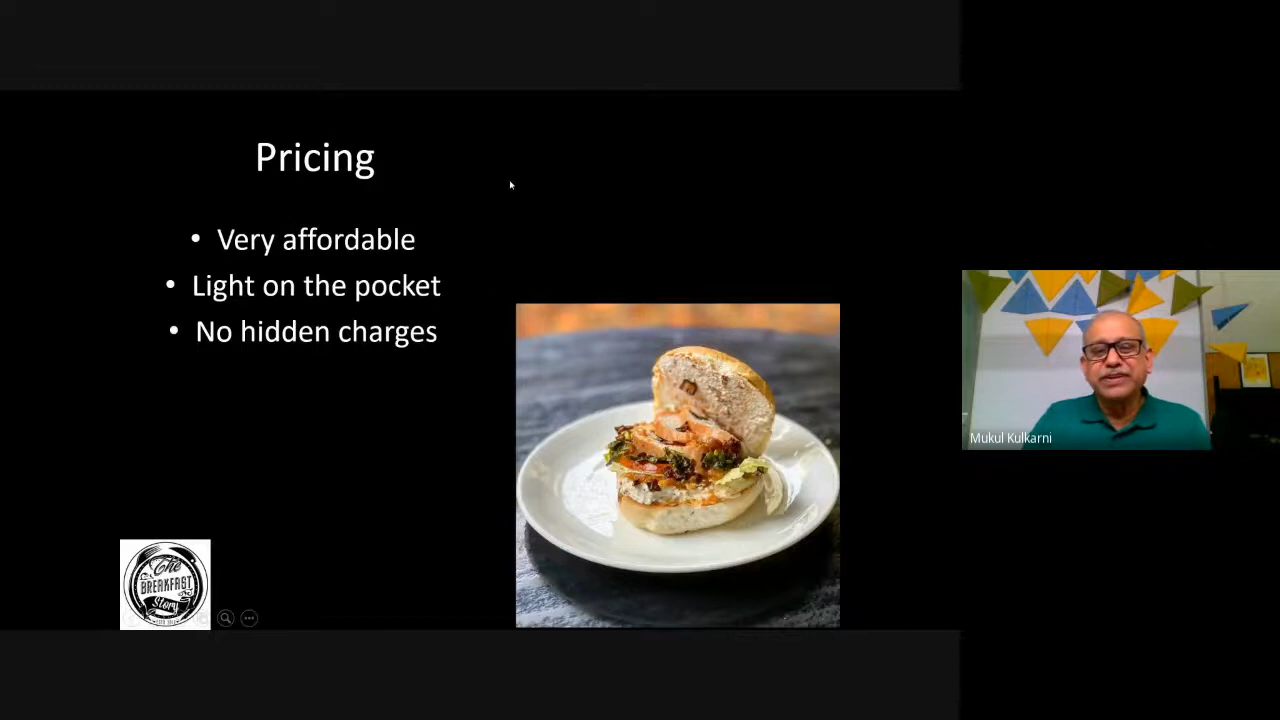 Pricing
• Very affordable
• Light on the pocket
• No hidden charges
Mukul Kulkarni
The
BREAKFAST
Story